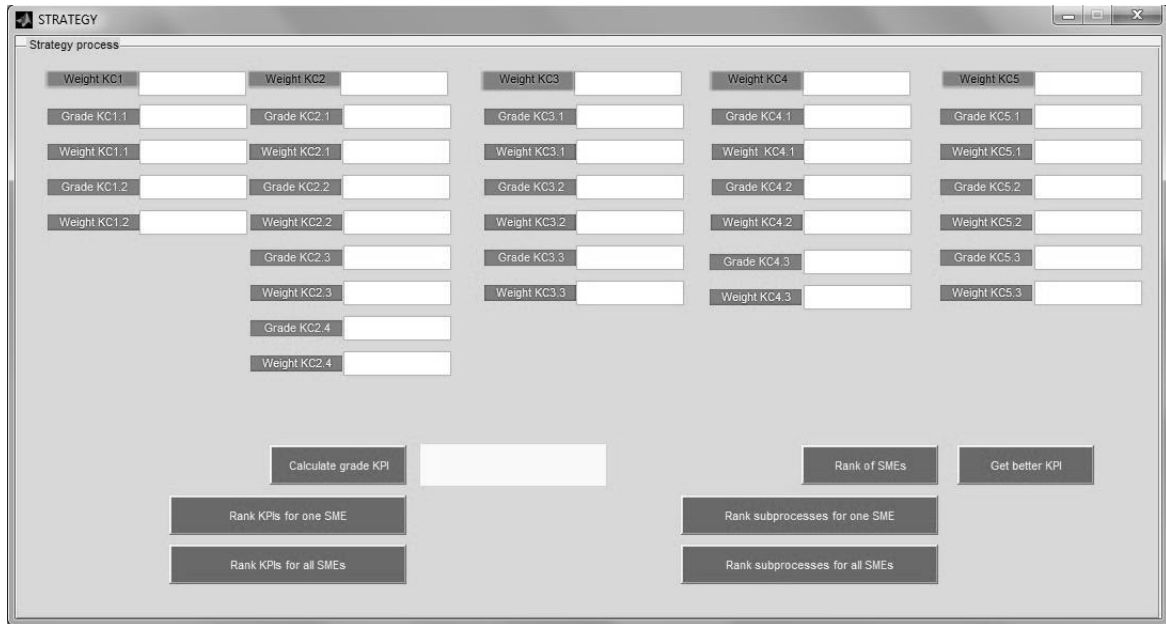 STRATEGY
Strategy process
Weight KC1 Weight KC2 Weight KC3 Weight KC4 Weight KC5
Grade KC1.1 Grade KC2.1 Grade KC3.1 Grade KC4.1 Grade KC5.1
Weight KC1.1 Weight KC2.1 Weight KC3.1 Weight KC4.1 Weight KC5.1
Grade KC1.2 Grade KC2.2 Grade KC3.2 Grade KC4.2 Grade KC5.2
Weight KC1.2 Weight KC2.2 Weight KC3.2 Weight KC4.2 Weight KC5.2
Grade KC2.3 Grade KC3.3 Grade KC4.3 Grade KC5.3
Weight KC2.3 Weight KC3.3 Weight KC4.3 Weight KC5.3
Grade KC2.4
Weight KC2.4
Calculate grade KPI Rank of SMEs Get better KPI
Rank KPIs for one SME Rank subprocesses for one SME
Rank KPIs for all SMEs Rank subprocesses for all SMEs